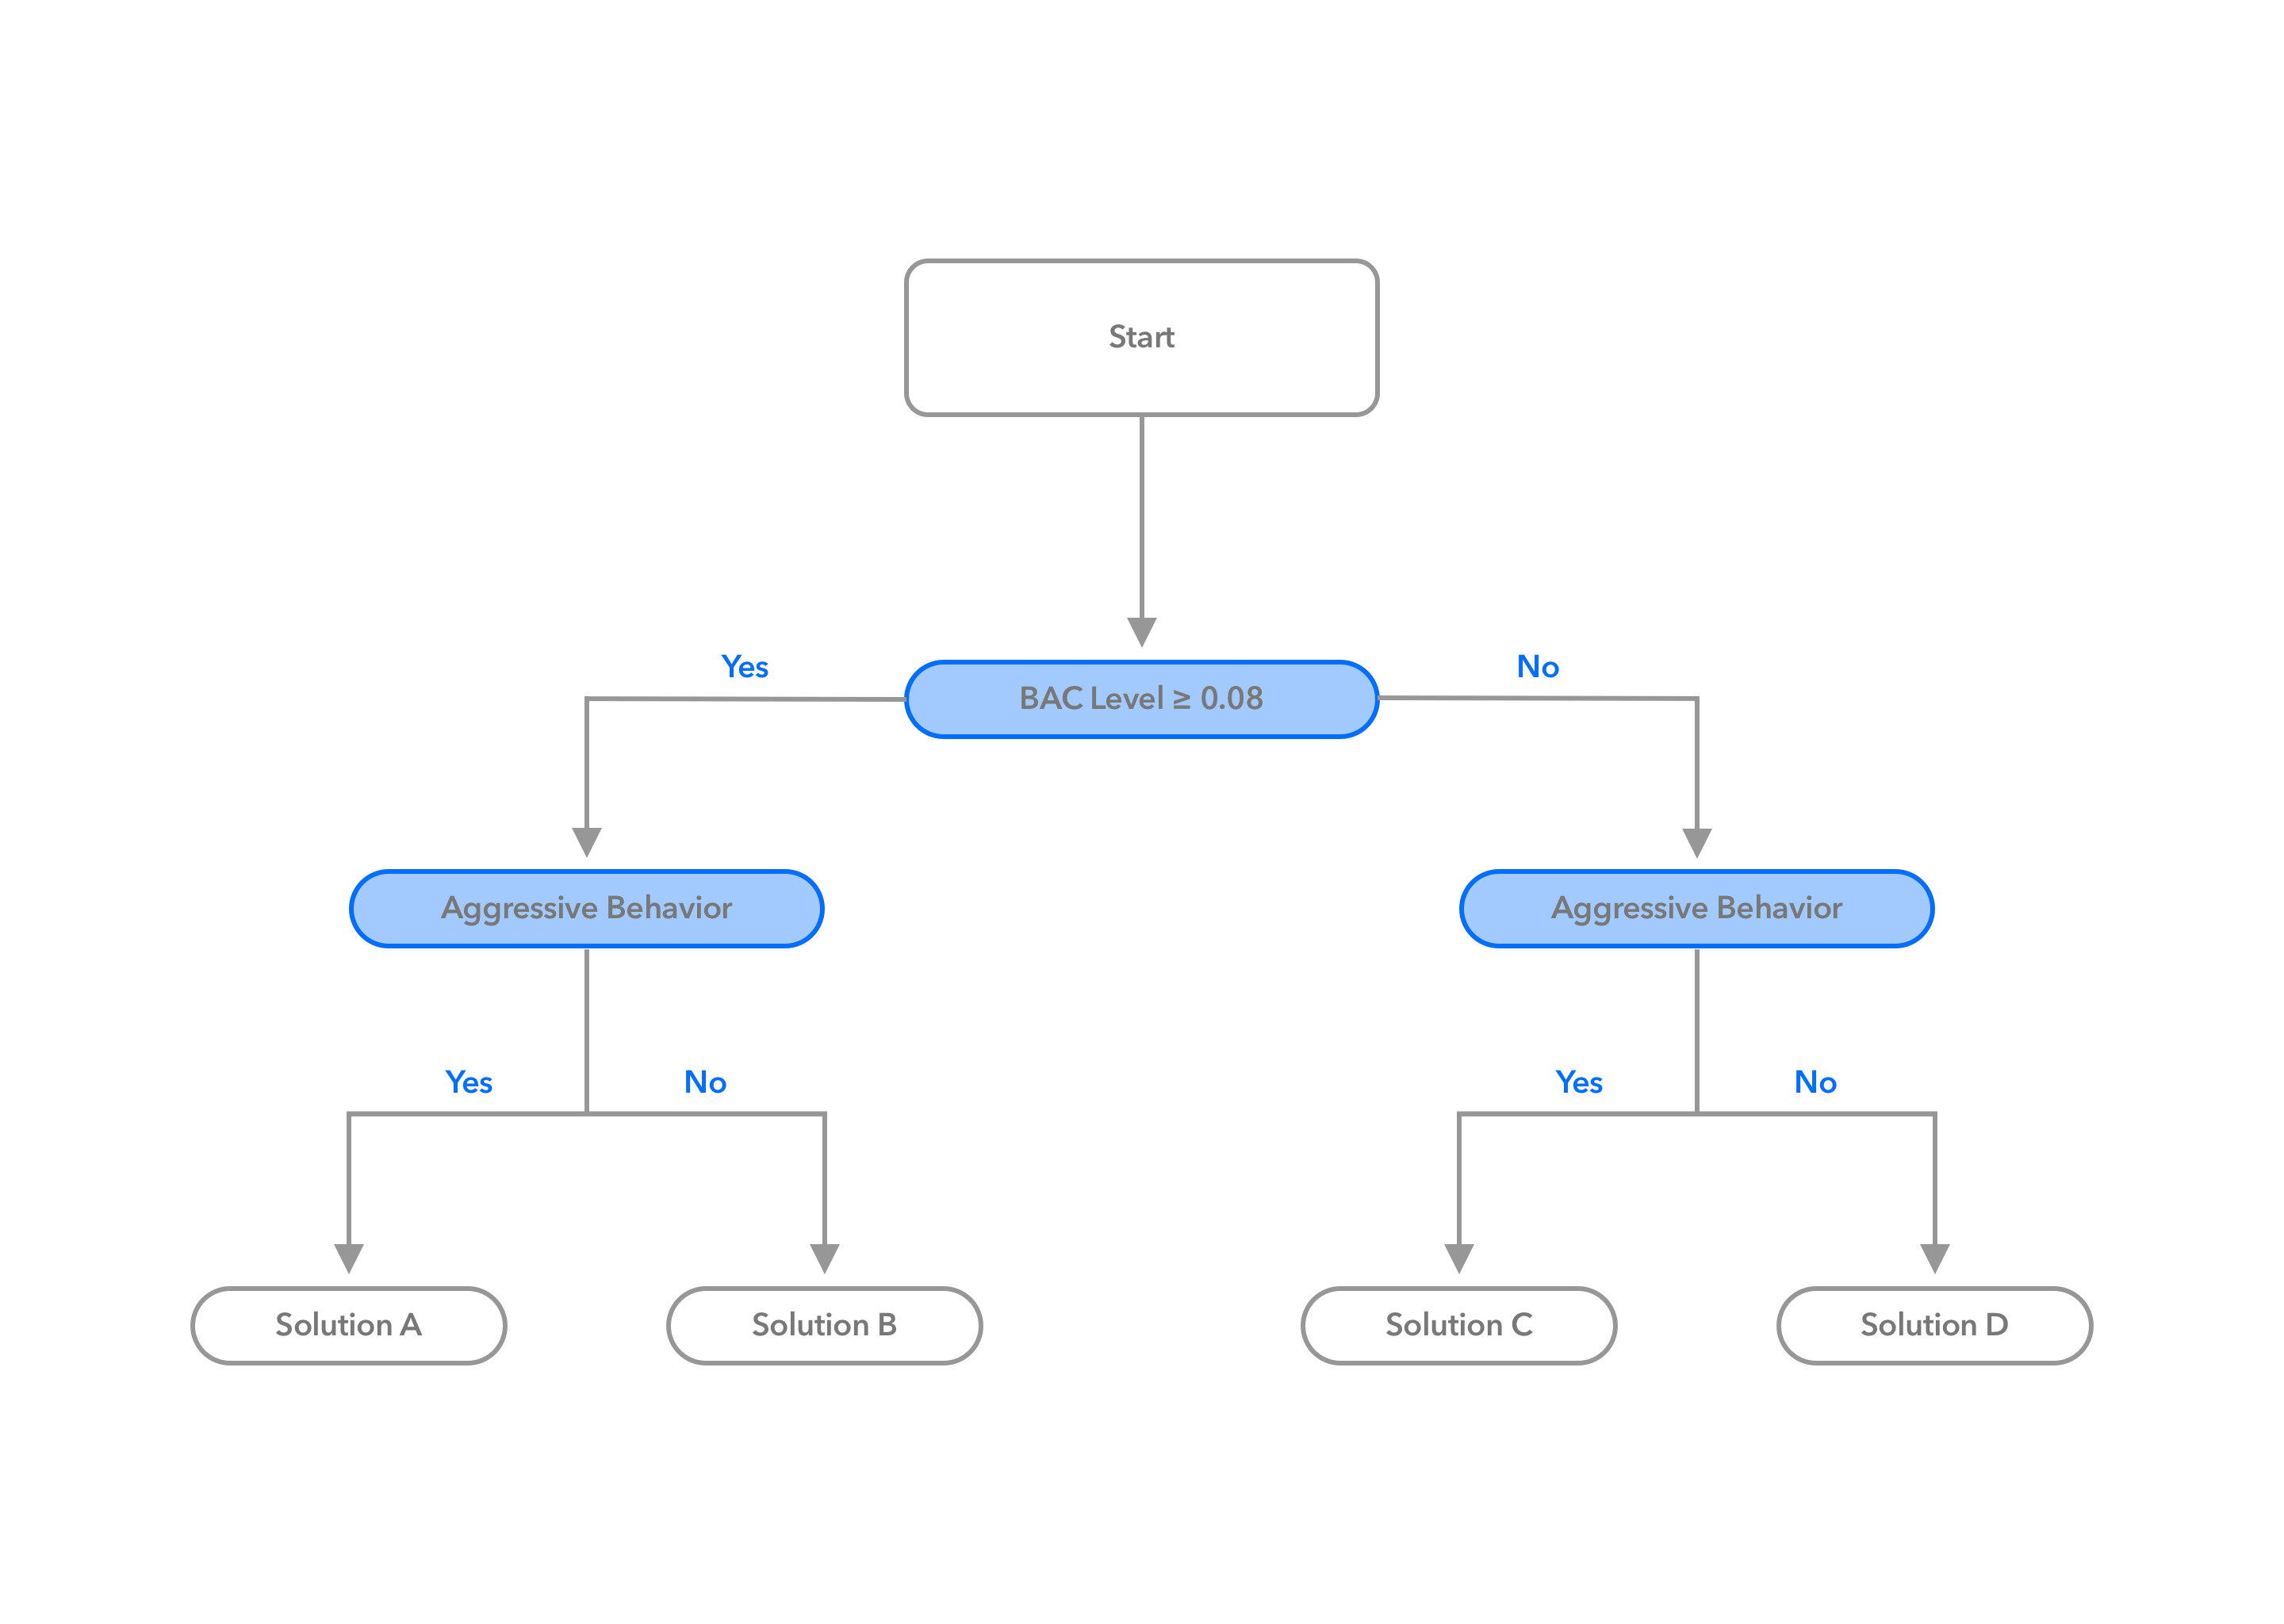 Start
Yes
No
BAC Level ≥ 0.08
Aggressive Behavior
Aggressive Behavior
Yes
No
Yes
No
Solution A
Solution B
Solution C
Solution D